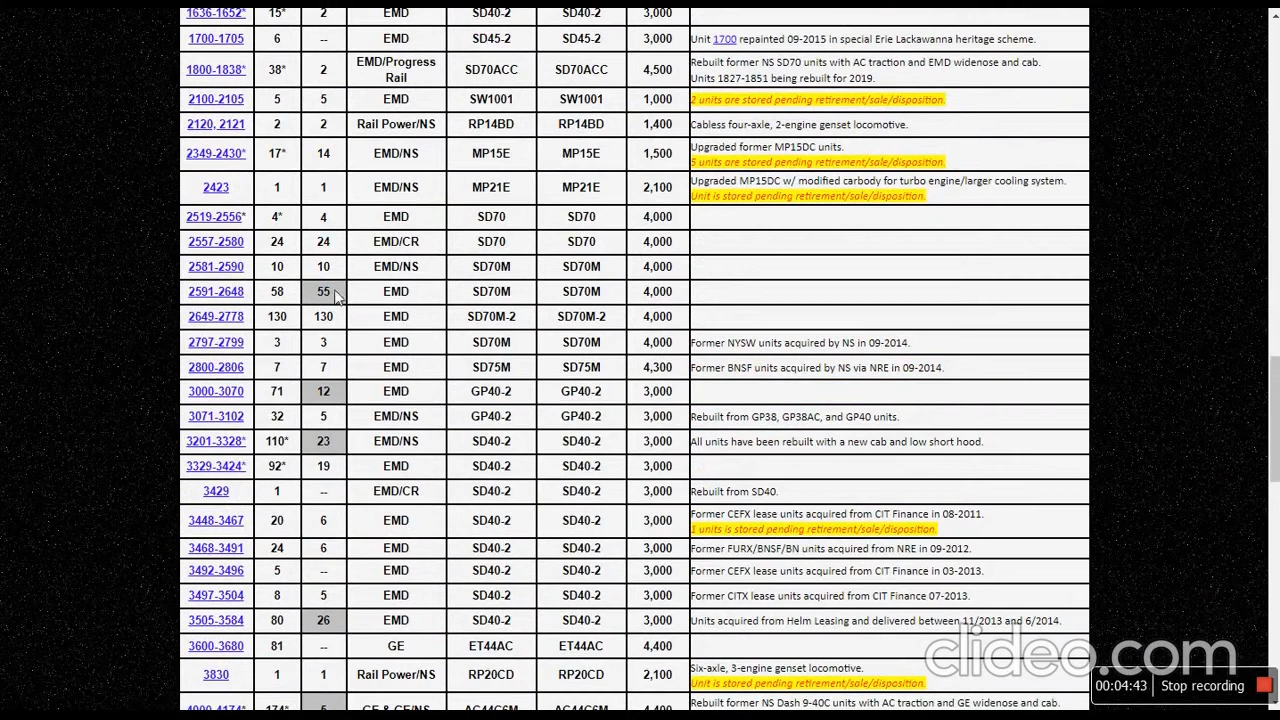 1636-1652* 15* 2 EMD SD40-2 SD40-2 3,000
1700-1705 6 -- EMD SD45-2 SD45-2 3,000 Unit 1700 repainted 09-2015 in special Erie Lackawanna heritage scheme.
1800-1838* 38* 2 EMD/Progress Rail SD70ACC SD70ACC 4,500 Rebuilt former NS SD70 units with AC traction and EMD widenose and cab.
Units 1827-1851 being rebuilt for 2019.
2100-2105 5 5 EMD SW1001 SW1001 1,000 2 units are stored pending retirement/sale/disposition.
2120, 2121 2 2 Rail Power/NS RP14BD RP14BD 1,400 Cabless four-axle, 2-engine genset locomotive.
2349-2430* 17* 14 EMD/NS MP15E MP15E 1,500 Upgraded former MP15DC units.
5 units are stored pending retirement/sale/disposition.
2423 1 1 EMD/NS MP21E MP21E 2,100 Upgraded MP15DC w/ modified carbody for turbo engine/larger cooling system.
Unit is stored pending retirement/sale/disposition.
2519-2556* 4* 4 EMD SD70 SD70 4,000
2557-2580 24 24 EMD/CR SD70 SD70 4,000
2581-2590 10 10 EMD/NS SD70M SD70M 4,000
2591-2648 58 55 EMD SD70M SD70M 4,000
2649-2778 130 130 EMD SD70M-2 SD70M-2 4,000
2797-2799 3 3 EMD SD70M SD70M 4,000 Former NYSW units acquired by NS in 09-2014.
2800-2806 7 7 EMD SD75M SD75M 4,300 Former BNSF units acquired by NS via NRE in 09-2014.
3000-3070 71 12 EMD GP40-2 GP40-2 3,000
3071-3102 32 5 EMD/NS GP40-2 GP40-2 3,000 Rebuilt from GP38, GP38AC, and GP40 units.
3201-3328* 110* 23 EMD/NS SD40-2 SD40-2 3,000 All units have been rebuilt with a new cab and low short hood.
3329-3424* 92* 19 EMD SD40-2 SD40-2 3,000
3429 1 -- EMD/CR SD40-2 SD40-2 3,000 Rebuilt from SD40.
3448-3467 20 6 EMD SD40-2 SD40-2 3,000 Former CEFX lease units acquired from CIT Finance in 08-2011.
1 units is stored pending retirement/sale/disposition.
3468-3491 24 6 EMD SD40-2 SD40-2 3,000 Former FURX/BNSF/BN units acquired from NRE in 09-2012.
3492-3496 5 -- EMD SD40-2 SD40-2 3,000 Former CEFX lease units acquired from CIT Finance in 03-2013.
3497-3504 8 5 EMD SD40-2 SD40-2 3,000 Former CITX lease units acquired from CIT Finance 07-2013.
3505-3584 80 26 EMD SD40-2 SD40-2 3,000 Units acquired from Helm Leasing and delivered between 11/2013 and 6/2014.
3600-3680 81 -- GE ET44AC ET44AC 4,400
3830 1 1 Rail Power/NS RP20CD RP20CD 2,100 Six-axle, 3-engine genset locomotive.
Unit is stored pending retirement/sale/disposition.
4000-4174* 174* 5 GE & GE/NS AC44C6M AC44C6M 4,400 Rebuilt former NS Dash 9-40C units with AC traction and GE widenose and cab.
clideo.com
00:04:43 Stop recording